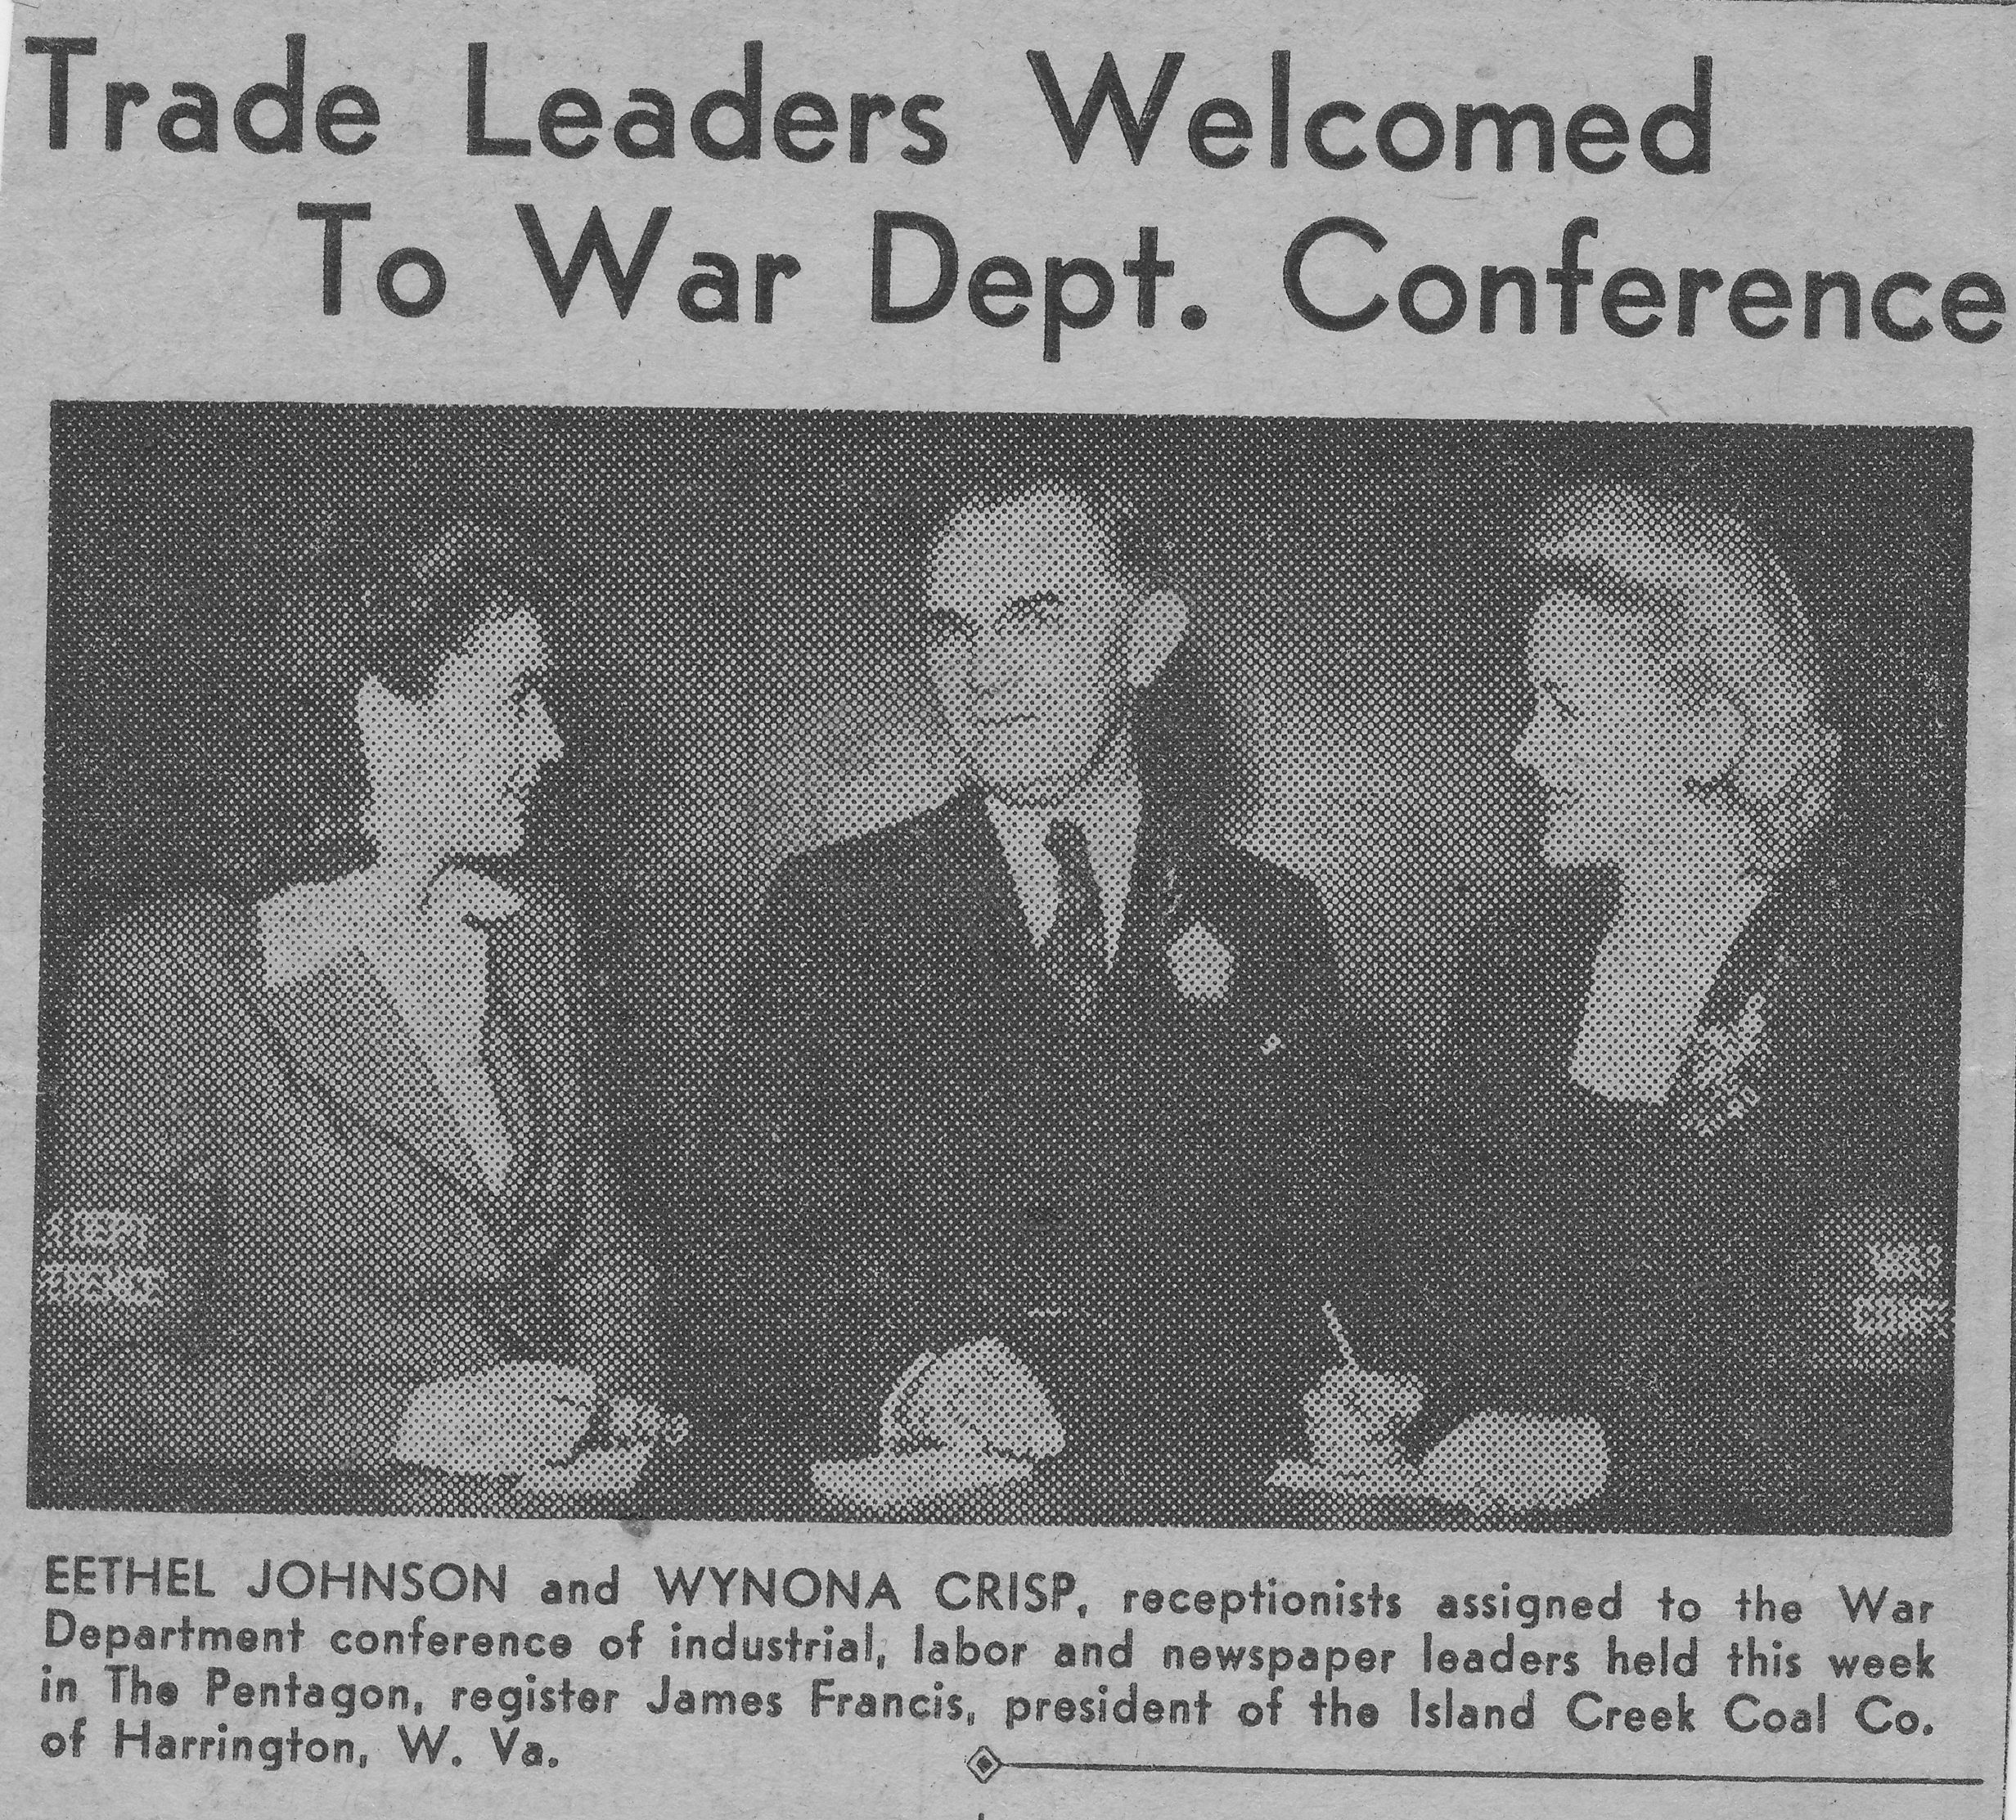 Trade Leaders Welcomed
To War Dept. Conference
EETHEL JOHNSON and WYNONA CRISP, receptionists assigned to the War
Department conference of industrial, labor and newspaper leaders held this week
in The Pentagon, register James Francis, president of the Island Creek Coal Co.
of Harrington, W. Va.